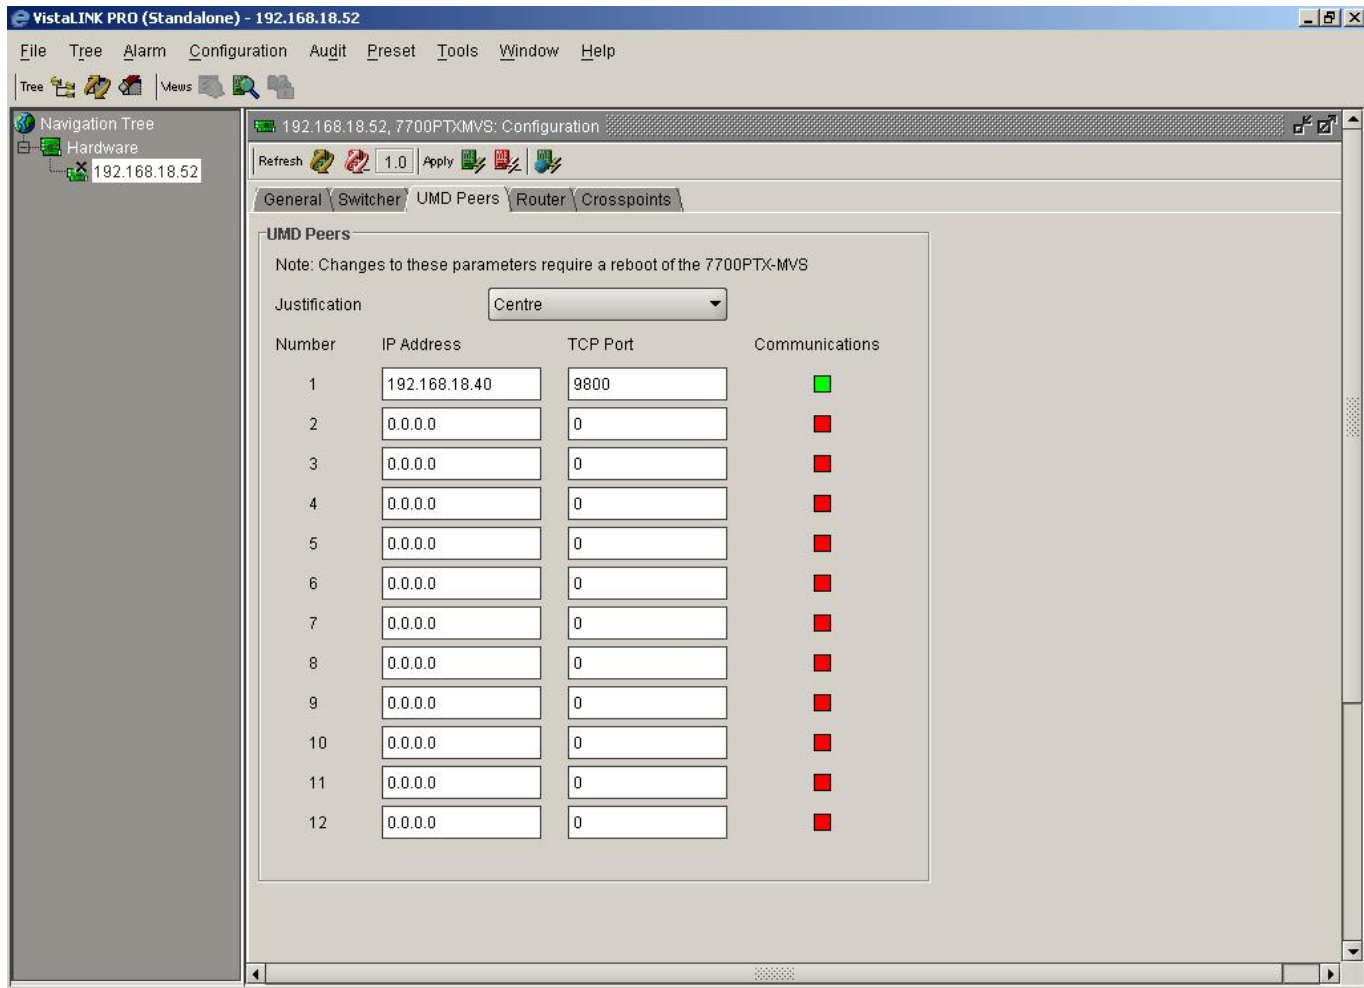 VistaLINK PRO (Standalone) - 192.168.18.52
File Tree Alarm Configuration Audit Preset Tools Window Help
Tree Views
Navigation Tree
Hardware
192.168.18.52
192.168.18.52, 7700PTXMVS: Configuration
Refresh 1.0 Apply
General Switcher UMD Peers Router Crosspoints
UMD Peers
Note: Changes to these parameters require a reboot of the 7700PTX-MVS
Justification Centre
Number IP Address TCP Port Communications
1 192.168.18.40 9800
2 0.0.0.0 0
3 0.0.0.0 0
4 0.0.0.0 0
5 0.0.0.0 0
6 0.0.0.0 0
7 0.0.0.0 0
8 0.0.0.0 0
9 0.0.0.0 0
10 0.0.0.0 0
11 0.0.0.0 0
12 0.0.0.0 0